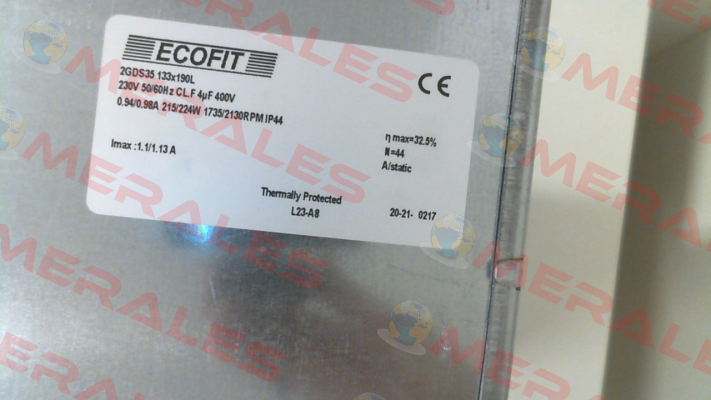 ECOFIT
CE
2GDS35 133x190L
230V 50/60Hz CL.F 4µF 400V
0.94/0.98A 215/224W 1735/2130RPM IP44
η max=32.5%
N=44
A/static
Imax :1.1/1.13 A
Thermally Protected
L23-A8
20-21- 0217
MERALES
MERALES
MERALES
MERALES
MERALES